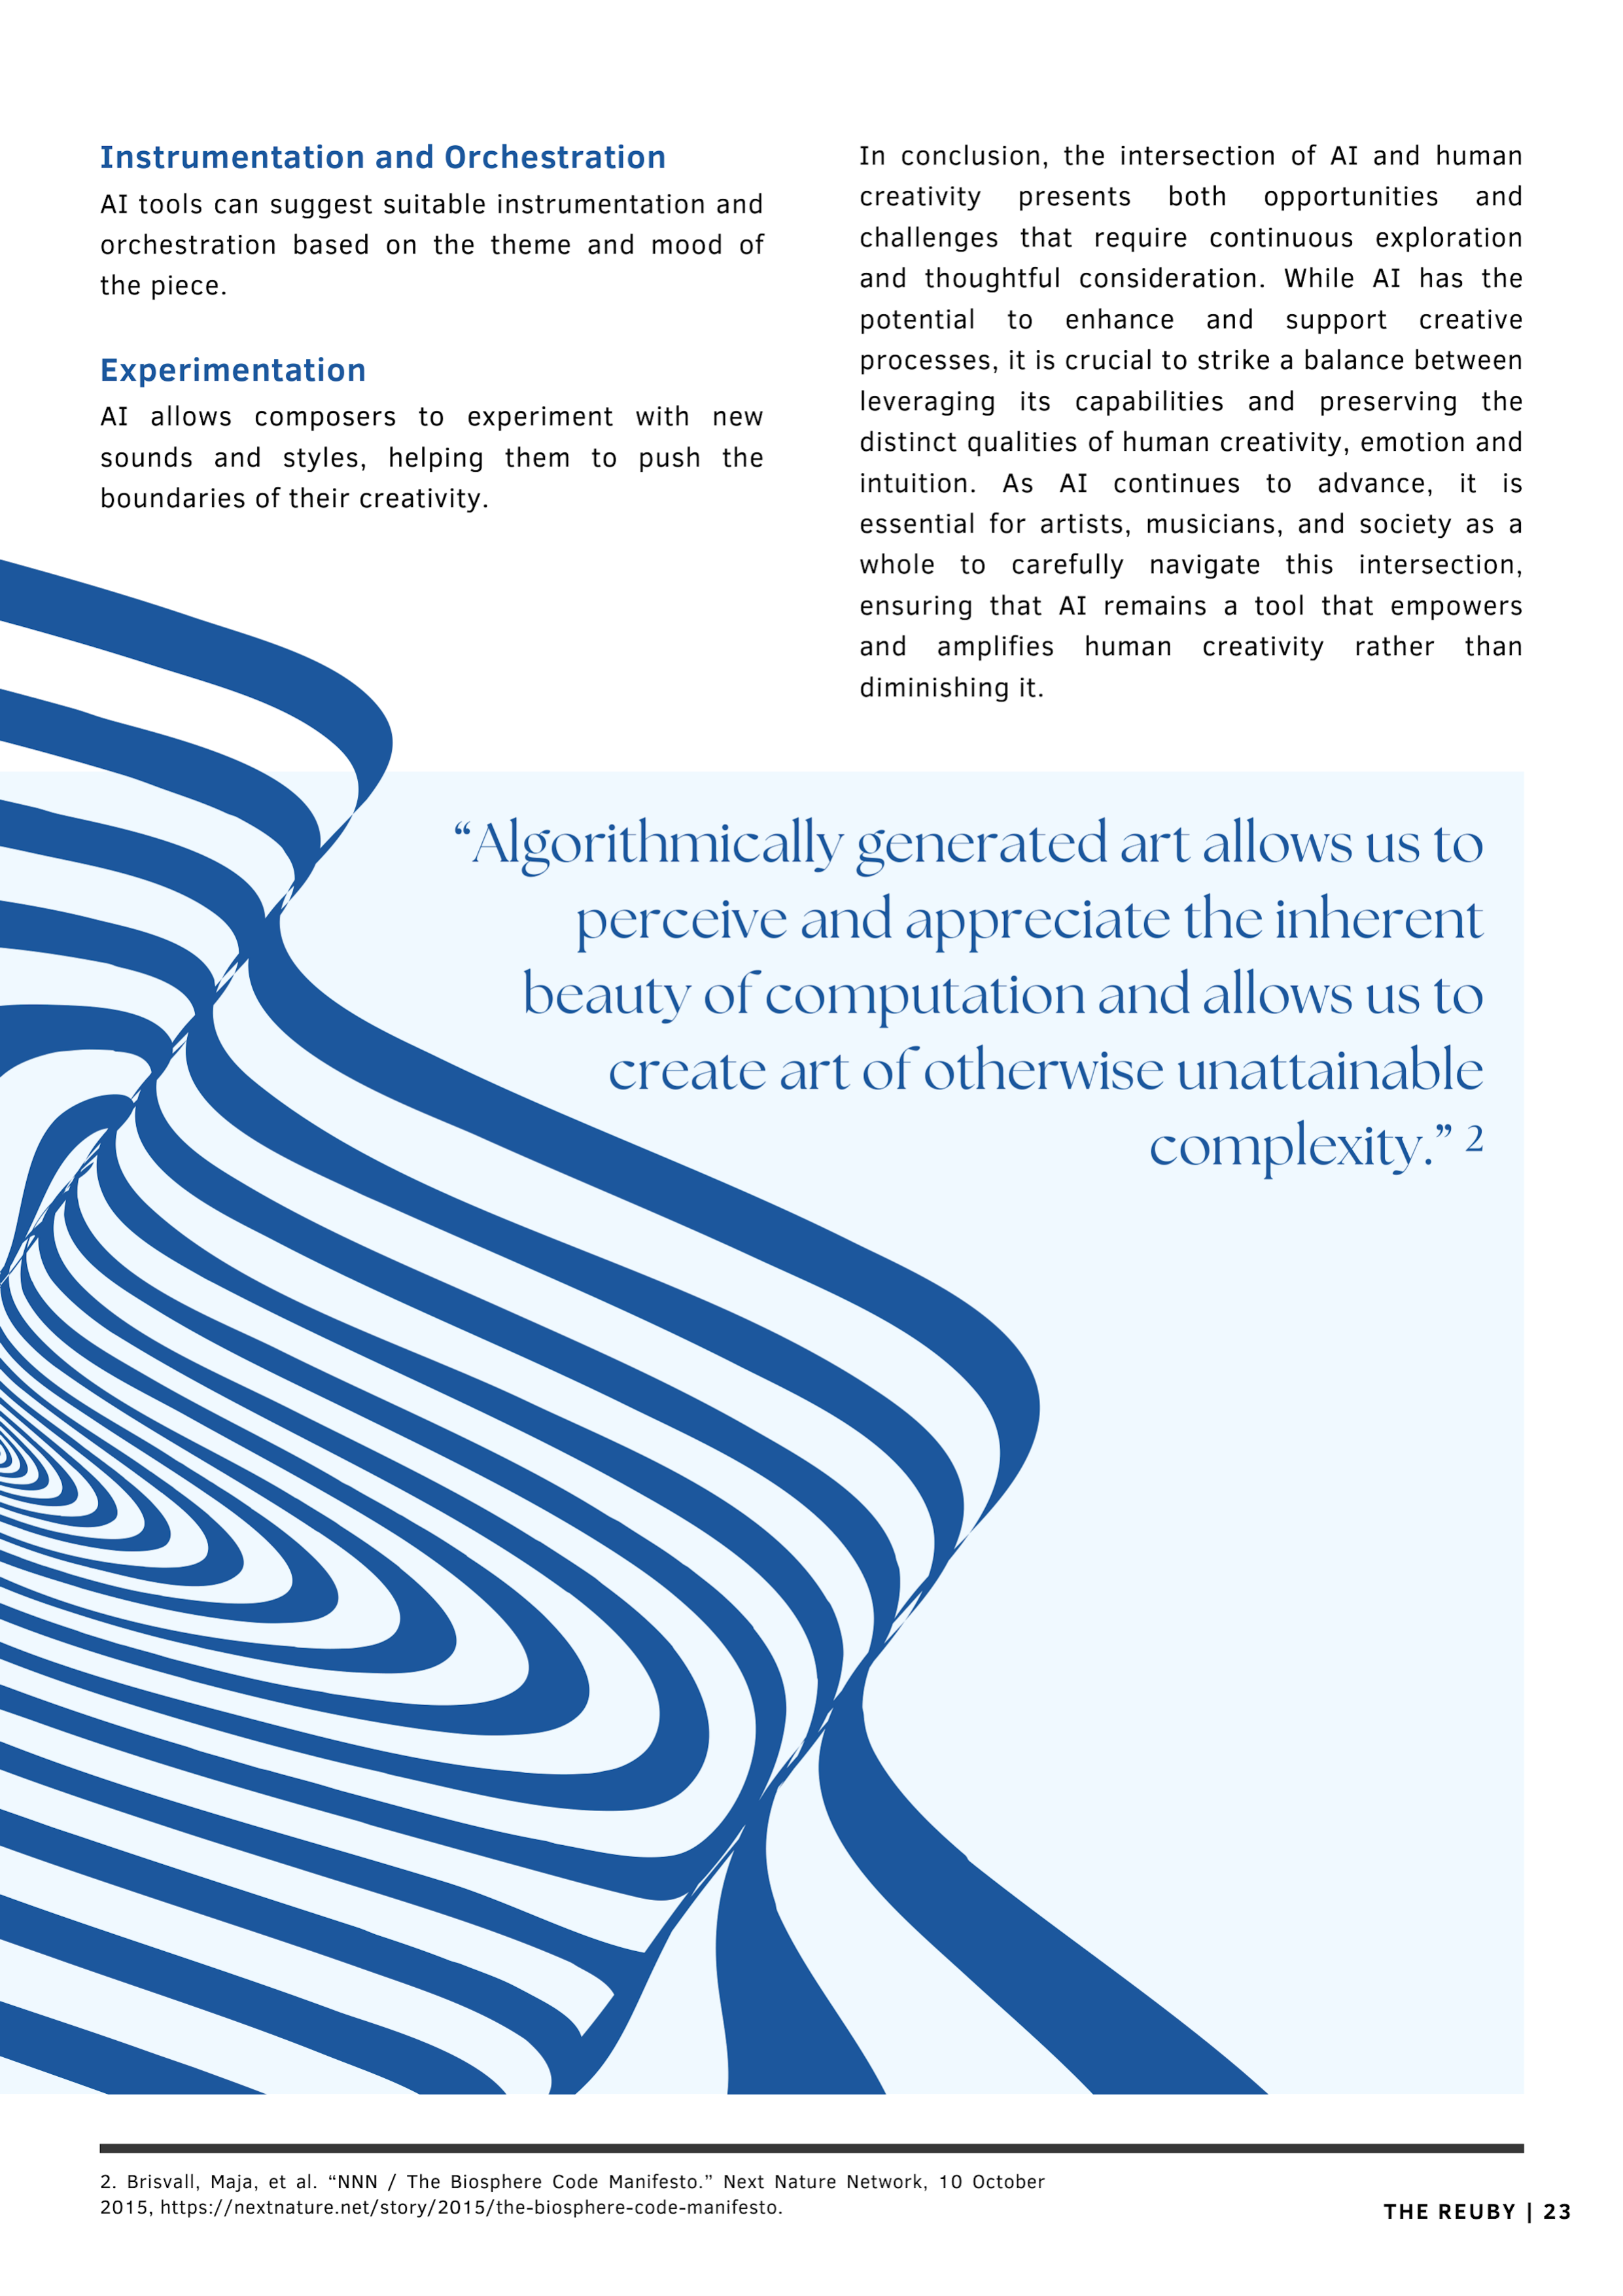 Instrumentation and Orchestration
AI tools can suggest suitable instrumentation and
orchestration based on the theme and mood of
the piece.
Experimentation
AI allows composers to experiment with new
sounds and styles, helping them to push the
boundaries of their creativity.
In conclusion, the intersection of AI and human
creativity presents both opportunities and
challenges that require continuous exploration
and thoughtful consideration. While AI has the
potential to enhance and support creative
processes, it is crucial to strike a balance between
leveraging its capabilities and preserving the
distinct qualities of human creativity, emotion and
intuition. As AI continues to advance, it is
essential for artists, musicians, and society as a
whole to carefully navigate this intersection,
ensuring that AI remains a tool that empowers
and amplifies human creativity rather than
diminishing it.
“Algorithmically generated art allows us to
perceive and appreciate the inherent
beauty of computation and allows us to
create art of otherwise unattainable
complexity.” 2
2. Brisvall, Maja, et al. “NNN / The Biosphere Code Manifesto.” Next Nature Network, 10 October
2015, https://nextnature.net/story/2015/the-biosphere-code-manifesto.
THE REUBY | 23